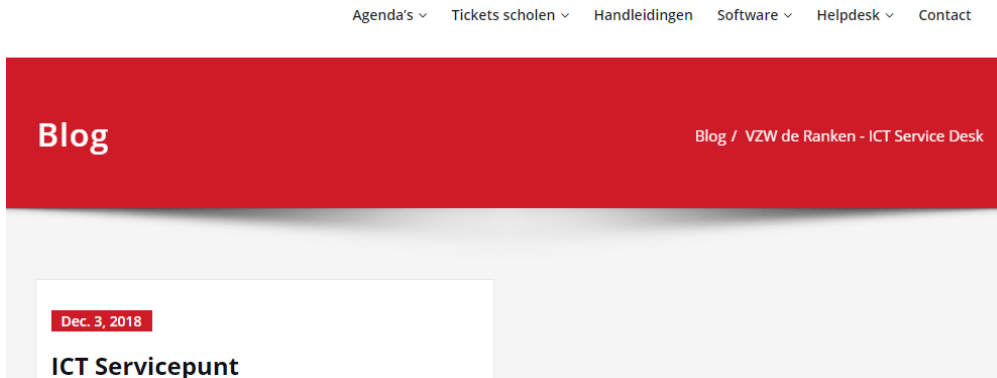 Agenda's Tickets scholen Handleidingen Software Helpdesk Contact
Blog
Blog / VZW de Ranken - ICT Service Desk
Dec. 3, 2018
ICT Servicepunt